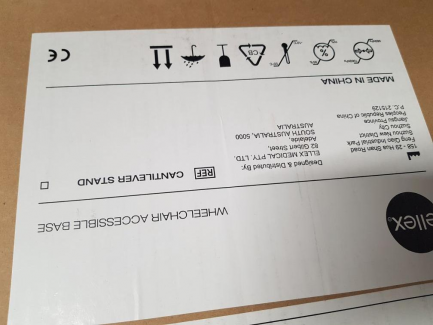 ellex
WHEELCHAIR ACCESSIBLE BASE
REF CANTILEVER STAND
Designed & Distributed By:
ELLEX MEDICAL PTY. LTD.
82 Gilbert Street,
Adelaide,
SOUTH AUSTRALIA, 5000
AUSTRALIA
158 - 29 Hua Shan Road
Feng Qiao Industrial Park
Suzhou New District
Suzhou City
Jiangsu Province
Peoples Republic of China
P.C. 215129
MADE IN CHINA
%
CB
CE